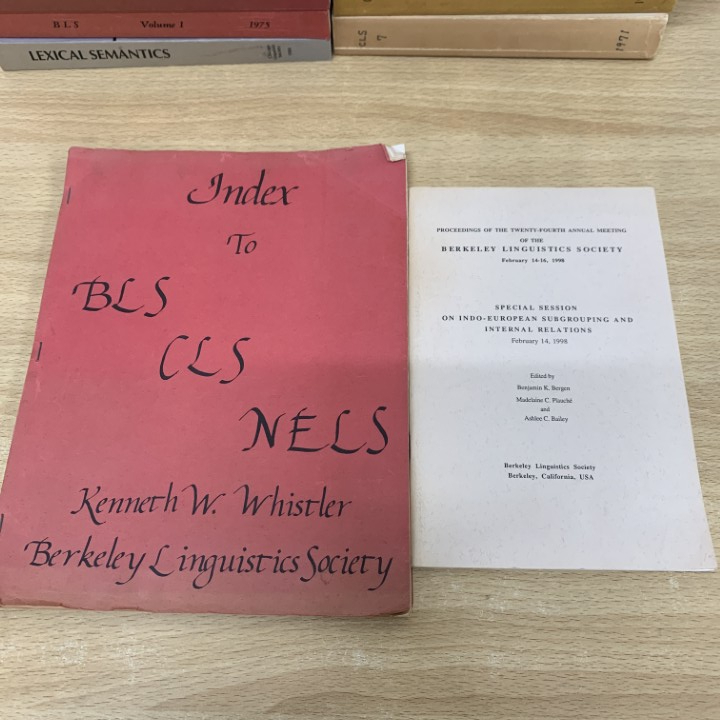 BLS Volume 1 1975
LEXICAL SEMANTICS
CLS 7 1971
Index
To
BLS
CLS
NELS
Kenneth W. Whistler
Berkeley Linguistics Society
PROCEEDINGS OF THE TWENTY-FOURTH ANNUAL MEETING
OF THE
BERKELEY LINGUISTICS SOCIETY
February 14-16, 1998
SPECIAL SESSION
ON INDO-EUROPEAN SUBGROUPING AND
INTERNAL RELATIONS
February 14, 1998
Edited by
Benjamin K. Bergen
Madelaine C. Plauché
and
Ashlee C. Bailey
Berkeley Linguistics Society
Berkeley, California, USA